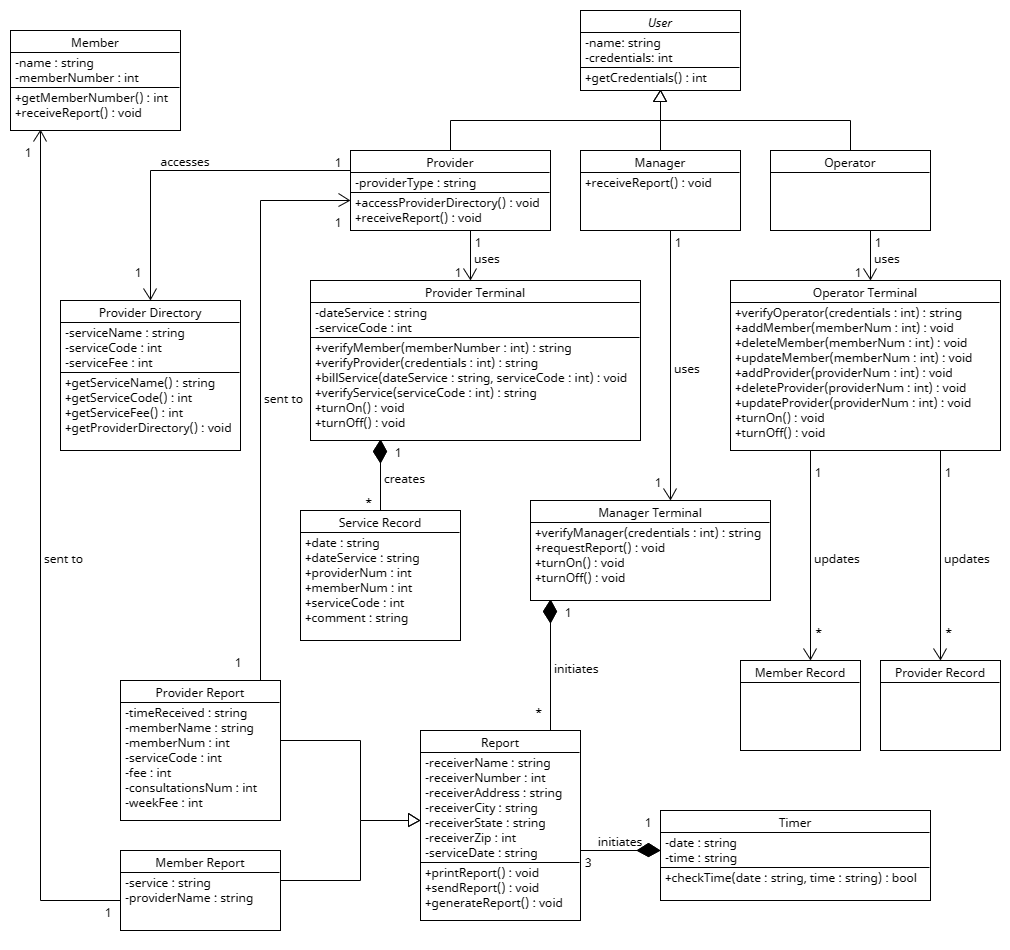 User
-name: string
-credentials: int
+getCredentials() : int
Member
-name : string
-memberNumber : int
+getMemberNumber() : int
+receiveReport() : void
1
accesses
1
Provider
-providerType : string
+accessProviderDirectory() : void
+receiveReport() : void
1
Manager
+receiveReport() : void
Operator
1
uses
1
1
1
uses
1
1
Provider Directory
-serviceName : string
-serviceCode : int
-serviceFee : int
+getServiceName() : string
+getServiceCode() : int
+getServiceFee() : int
+getProviderDirectory() : void
Provider Terminal
-dateService : string
-serviceCode : int
+verifyMember(memberNumber : int) : string
+verifyProvider(credentials : int) : string
+billService(dateService : string, serviceCode : int) : void
+verifyService(serviceCode : int) : string
+turnOn() : void
+turnOff() : void
Operator Terminal
+verifyOperator(credentials : int) : string
+addMember(memberNum : int) : void
+deleteMember(memberNum : int) : void
+updateMember(memberNum : int) : void
+addProvider(providerNum : int) : void
+deleteProvider(providerNum : int) : void
+updateProvider(providerNum : int) : void
+turnOn() : void
+turnOff() : void
sent to
uses
1
creates
*
1
1
1
Service Record
+date : string
+dateService : string
+providerNum : int
+memberNum : int
+serviceCode : int
+comment : string
Manager Terminal
+verifyManager(credentials : int) : string
+requestReport() : void
+turnOn() : void
+turnOff() : void
sent to
updates
updates
1
initiates
*
*
*
Member Record
Provider Record
1
Provider Report
-timeReceived : string
-memberName : string
-memberNum : int
-serviceCode : int
-fee : int
-consultationsNum : int
-weekFee : int
Report
-receiverName : string
-receiverNumber : int
-receiverAddress : string
-receiverCity : string
-receiverState : string
-receiverZip : int
-serviceDate : string
+printReport() : void
+sendReport() : void
+generateReport() : void
1
initiates
3
Timer
-date : string
-time : string
+checkTime(date : string, time : string) : bool
Member Report
-service : string
-providerName : string
1